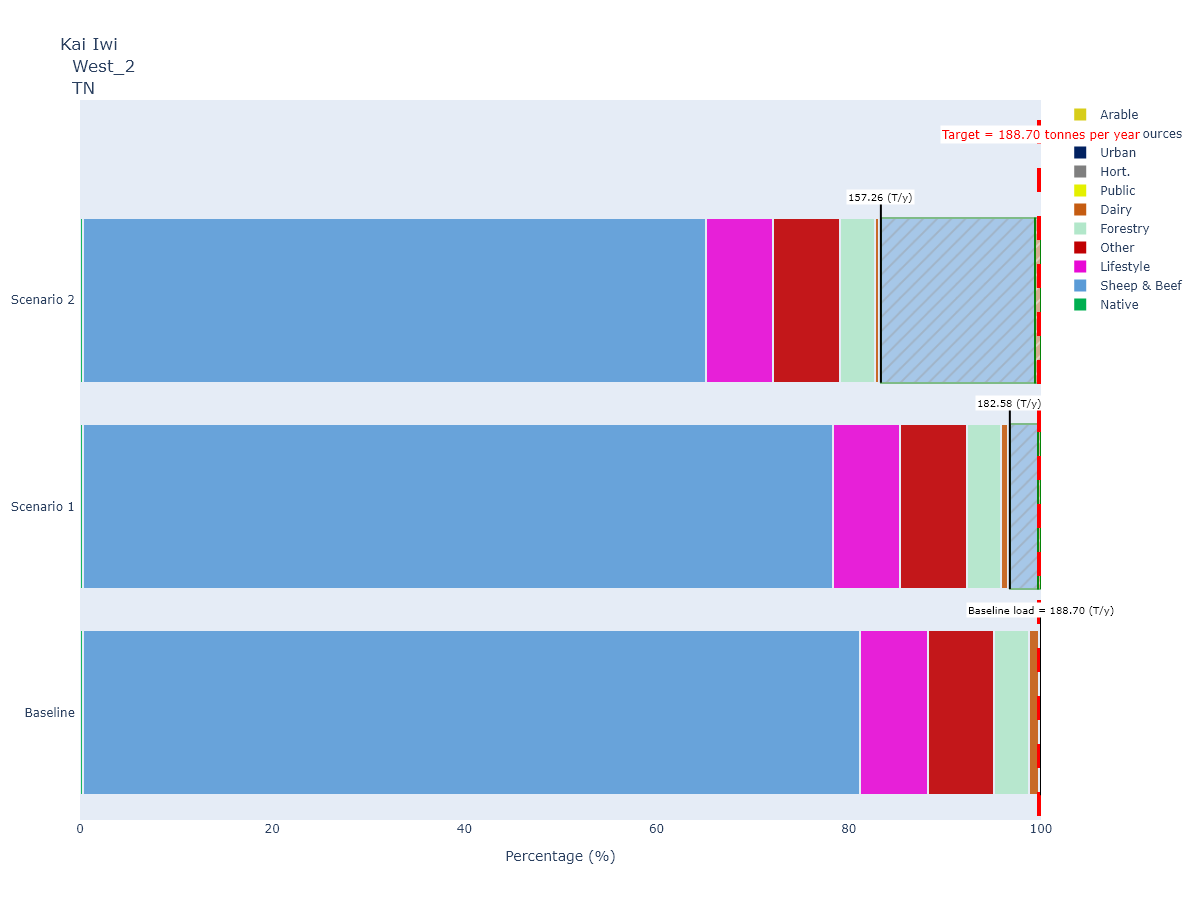 Kai Iwi
West_2
TN
Arable
Target = 188.70 tonnes per year
ources
Urban
Hort.
Public
Dairy
Forestry
Other
Lifestyle
Sheep & Beef
Native
157.26 (T/y)
Scenario 2
182.58 (T/y)
Scenario 1
Baseline load = 188.70 (T/y)
Baseline
0 20 40 60 80 100
Percentage (%)